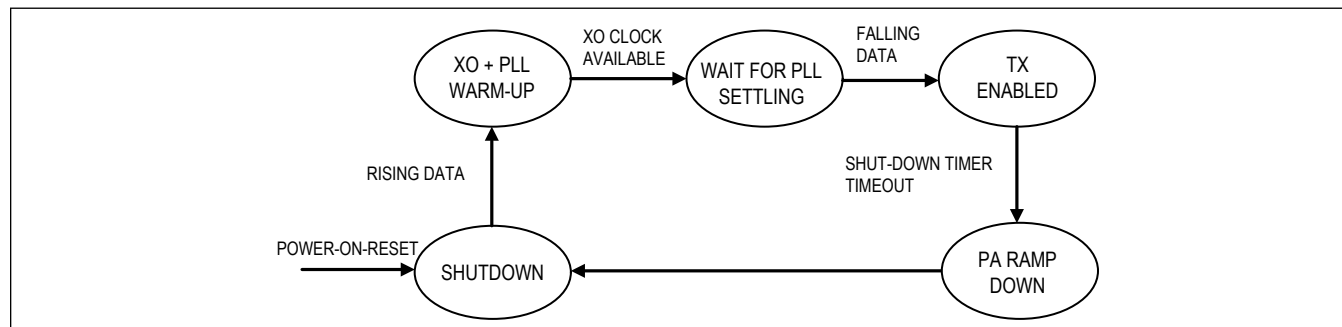 XO + PLL
WARM-UP
XO CLOCK
AVAILABLE
WAIT FOR PLL
SETTLING
FALLING
DATA
TX
ENABLED
RISING DATA
SHUT-DOWN TIMER
TIMEOUT
POWER-ON-RESET
SHUTDOWN
PA RAMP
DOWN